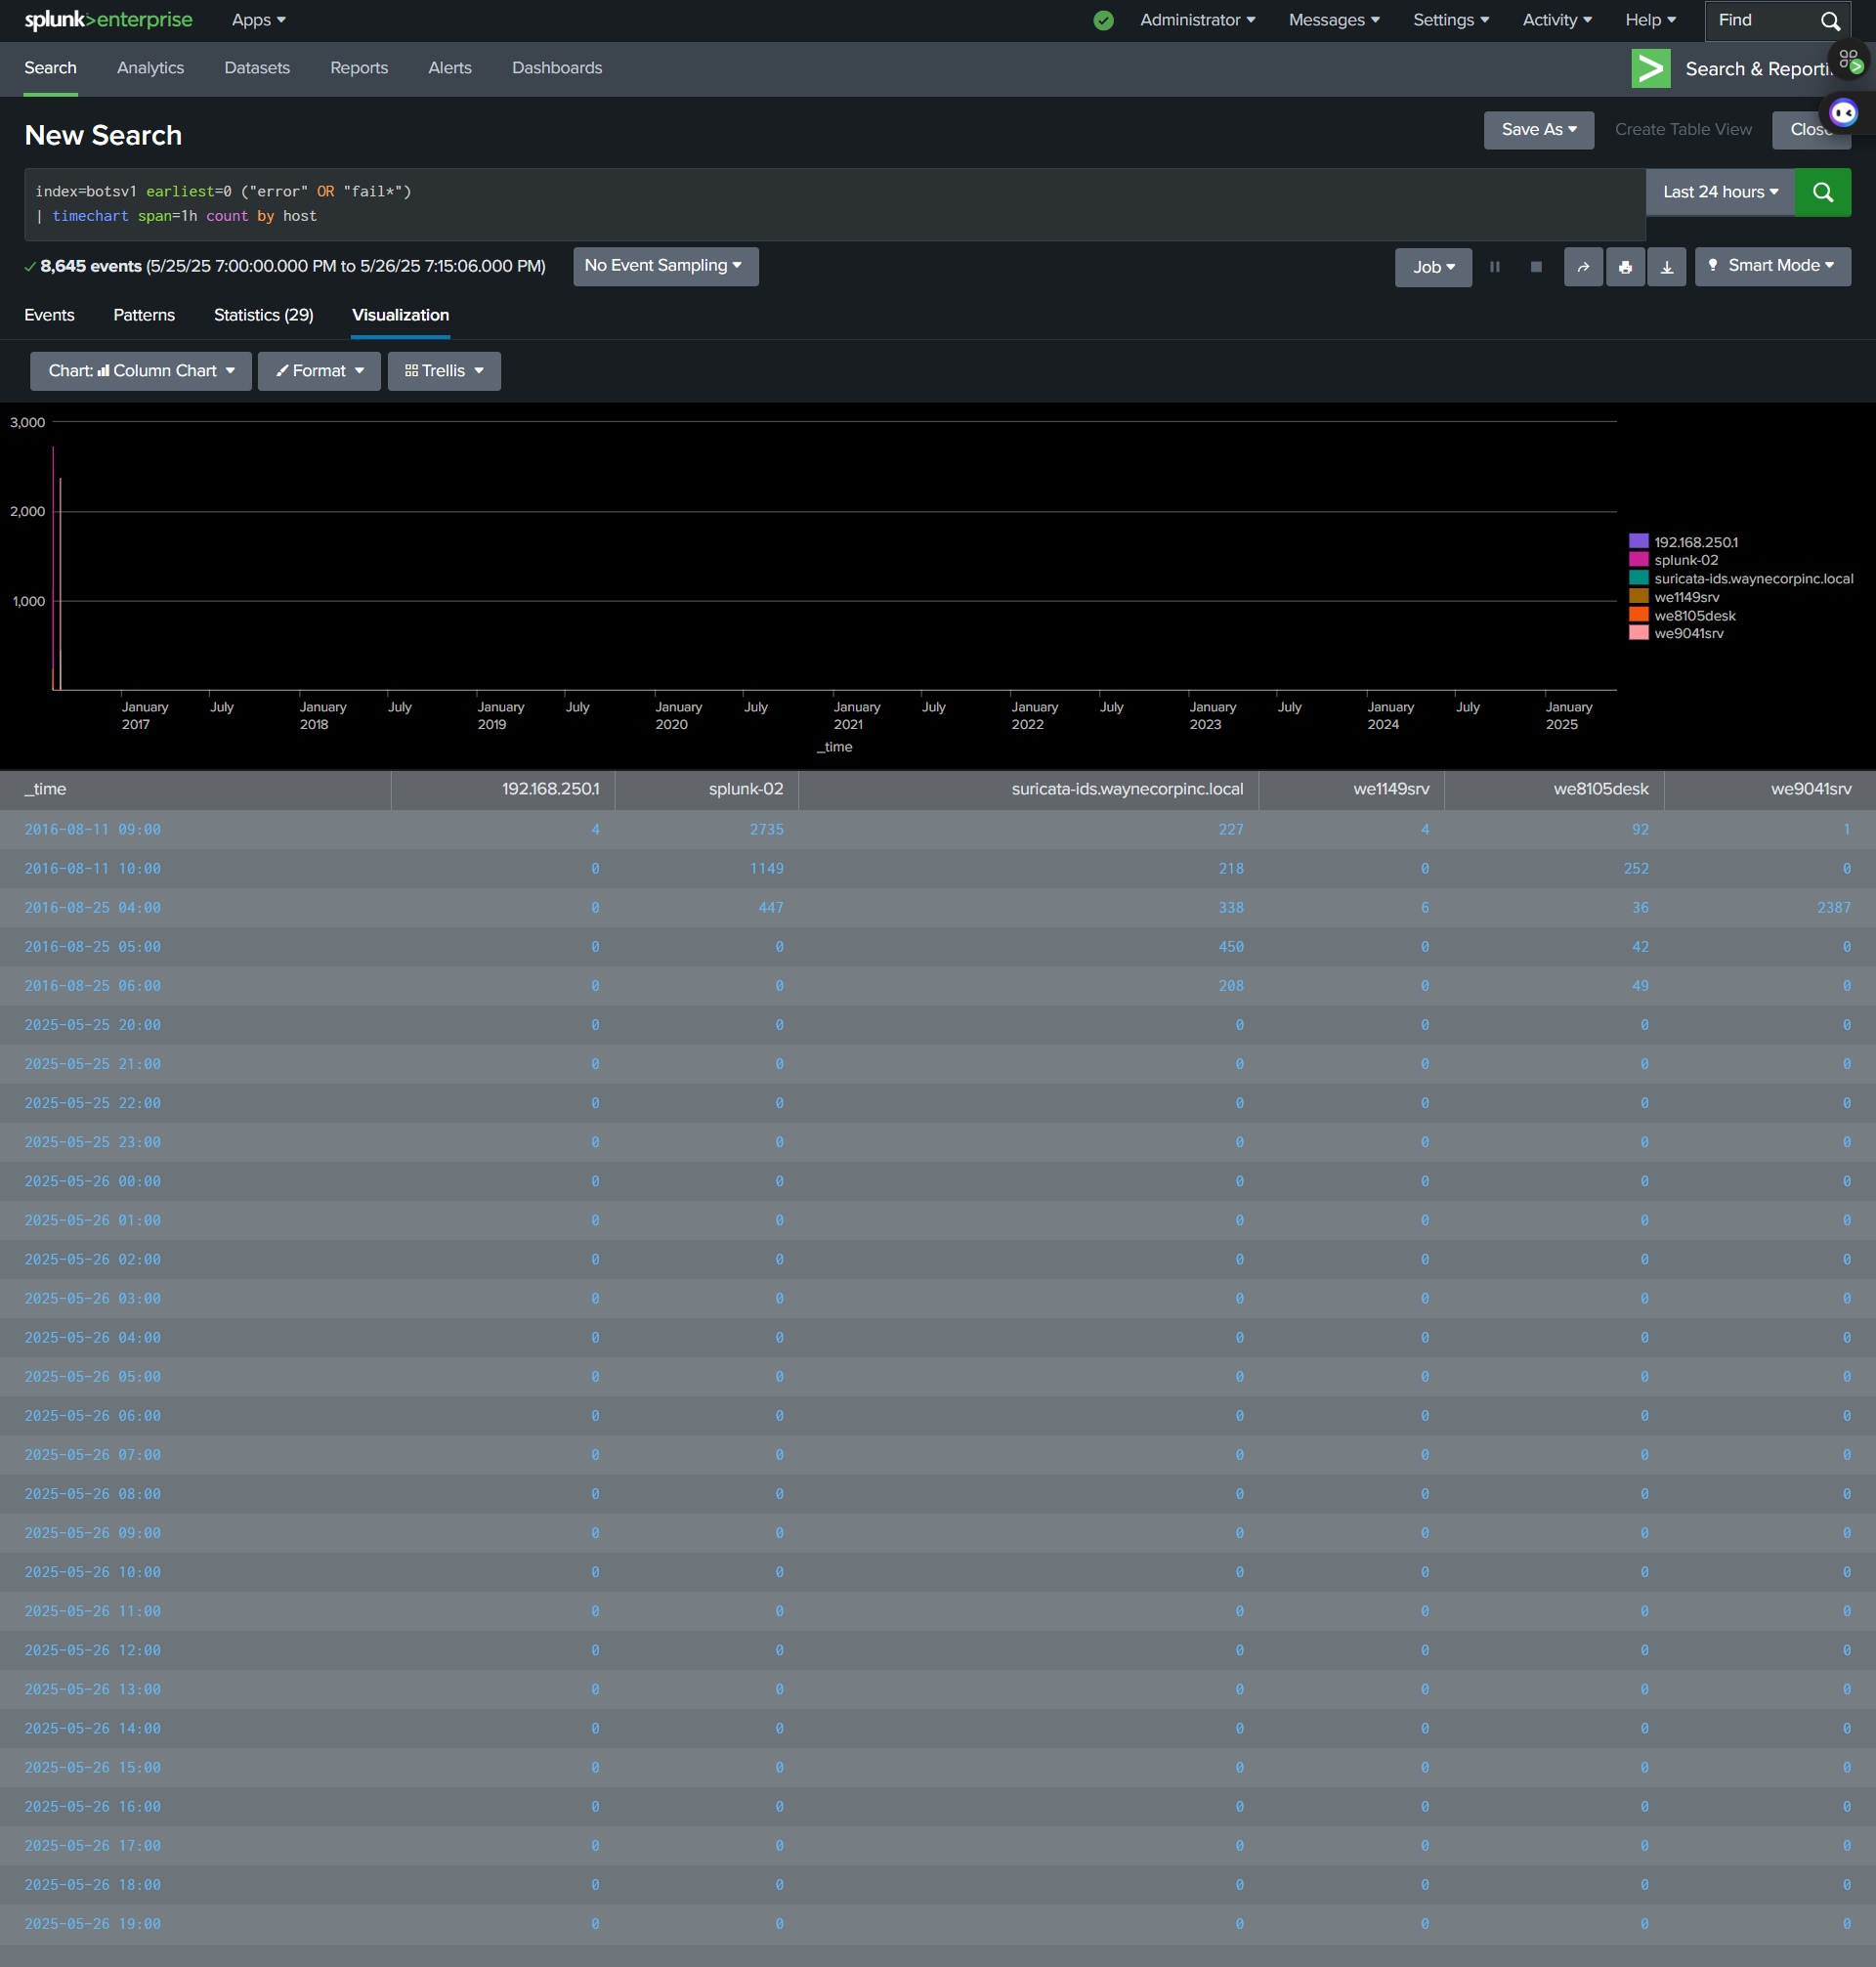 splunk>enterprise Apps Administrator Messages Settings Activity Help Find
Search Analytics Datasets Reports Alerts Dashboards Search & Reporti
New Search Save As Create Table View Close
index=botsv1 earliest=0 ("error" OR "fail*")
| timechart span=1h count by host
Last 24 hours
8,645 events (5/25/25 7:00:00.000 PM to 5/26/25 7:15:06.000 PM) No Event Sampling Job Smart Mode
Events Patterns Statistics (29) Visualization
Chart: Column Chart Format Trellis
3,000
2,000
1,000
192.168.250.1
splunk-02
suricata-ids.waynecorpinc.local
we1149srv
we8105desk
we9041srv
January July January July January July January July January July January July January July January July January
2017 2018 2019 2020 2021 2022 2023 2024 2025
_time
_time 192.168.250.1 splunk-02 suricata-ids.waynecorpinc.local we1149srv we8105desk we9041srv
2016-08-11 09:00 4 2735 227 4 92 1
2016-08-11 10:00 0 1149 218 0 252 0
2016-08-25 04:00 0 447 338 6 36 2387
2016-08-25 05:00 0 0 450 0 42 0
2016-08-25 06:00 0 0 208 0 49 0
2025-05-25 20:00 0 0 0 0 0 0
2025-05-25 21:00 0 0 0 0 0 0
2025-05-25 22:00 0 0 0 0 0 0
2025-05-25 23:00 0 0 0 0 0 0
2025-05-26 00:00 0 0 0 0 0 0
2025-05-26 01:00 0 0 0 0 0 0
2025-05-26 02:00 0 0 0 0 0 0
2025-05-26 03:00 0 0 0 0 0 0
2025-05-26 04:00 0 0 0 0 0 0
2025-05-26 05:00 0 0 0 0 0 0
2025-05-26 06:00 0 0 0 0 0 0
2025-05-26 07:00 0 0 0 0 0 0
2025-05-26 08:00 0 0 0 0 0 0
2025-05-26 09:00 0 0 0 0 0 0
2025-05-26 10:00 0 0 0 0 0 0
2025-05-26 11:00 0 0 0 0 0 0
2025-05-26 12:00 0 0 0 0 0 0
2025-05-26 13:00 0 0 0 0 0 0
2025-05-26 14:00 0 0 0 0 0 0
2025-05-26 15:00 0 0 0 0 0 0
2025-05-26 16:00 0 0 0 0 0 0
2025-05-26 17:00 0 0 0 0 0 0
2025-05-26 18:00 0 0 0 0 0 0
2025-05-26 19:00 0 0 0 0 0 0